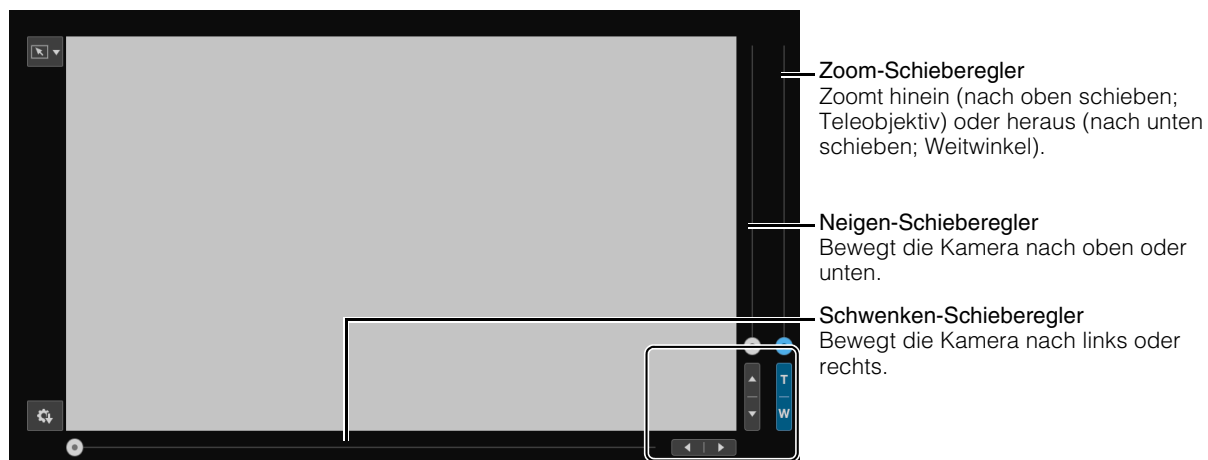 Zoom-Schieberegler
Zoomt hinein (nach oben schieben;
Teleobjektiv) oder heraus (nach unten
schieben; Weitwinkel).
Neigen-Schieberegler
Bewegt die Kamera nach oben oder
unten.
Schwenken-Schieberegler
Bewegt die Kamera nach links oder
rechts.
T
W